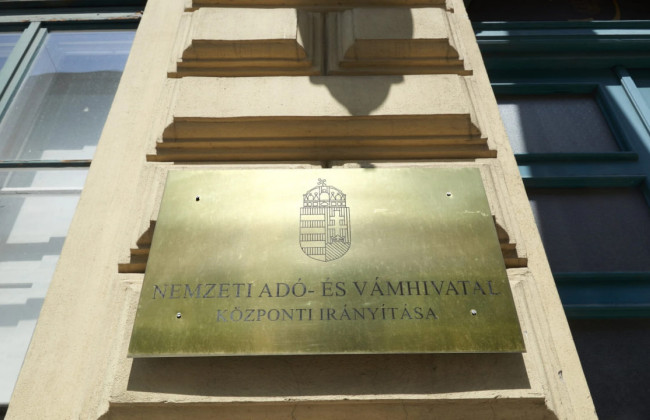 NEMZETI ADÓ- ÉS VÁMHIVATAL
KÖZPONTI IRÁNYÍTÁSA